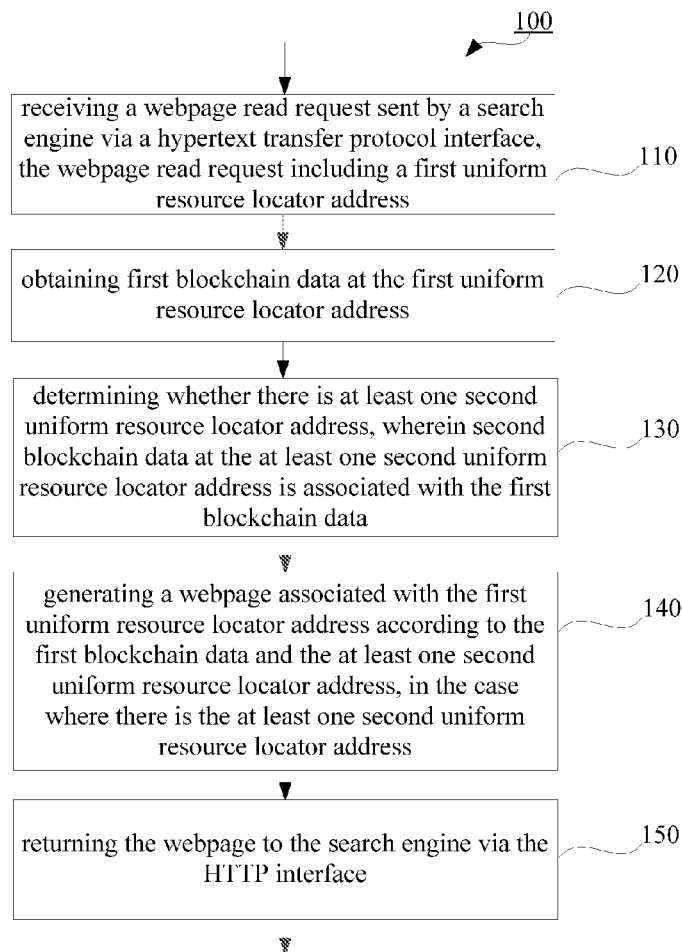 100
receiving a webpage read request sent by a search
engine via a hypertext transfer protocol interface,
the webpage read request including a first uniform
resource locator address
110
obtaining first blockchain data at the first uniform
resource locator address
120
determining whether there is at least one second
uniform resource locator address, wherein second
blockchain data at the at least one second uniform
resource locator address is associated with the first
blockchain data
130
generating a webpage associated with the first
uniform resource locator address according to the
first blockchain data and the at least one second
uniform resource locator address, in the case
where there is the at least one second uniform
resource locator address
140
returning the webpage to the search engine via the
HTTP interface
150